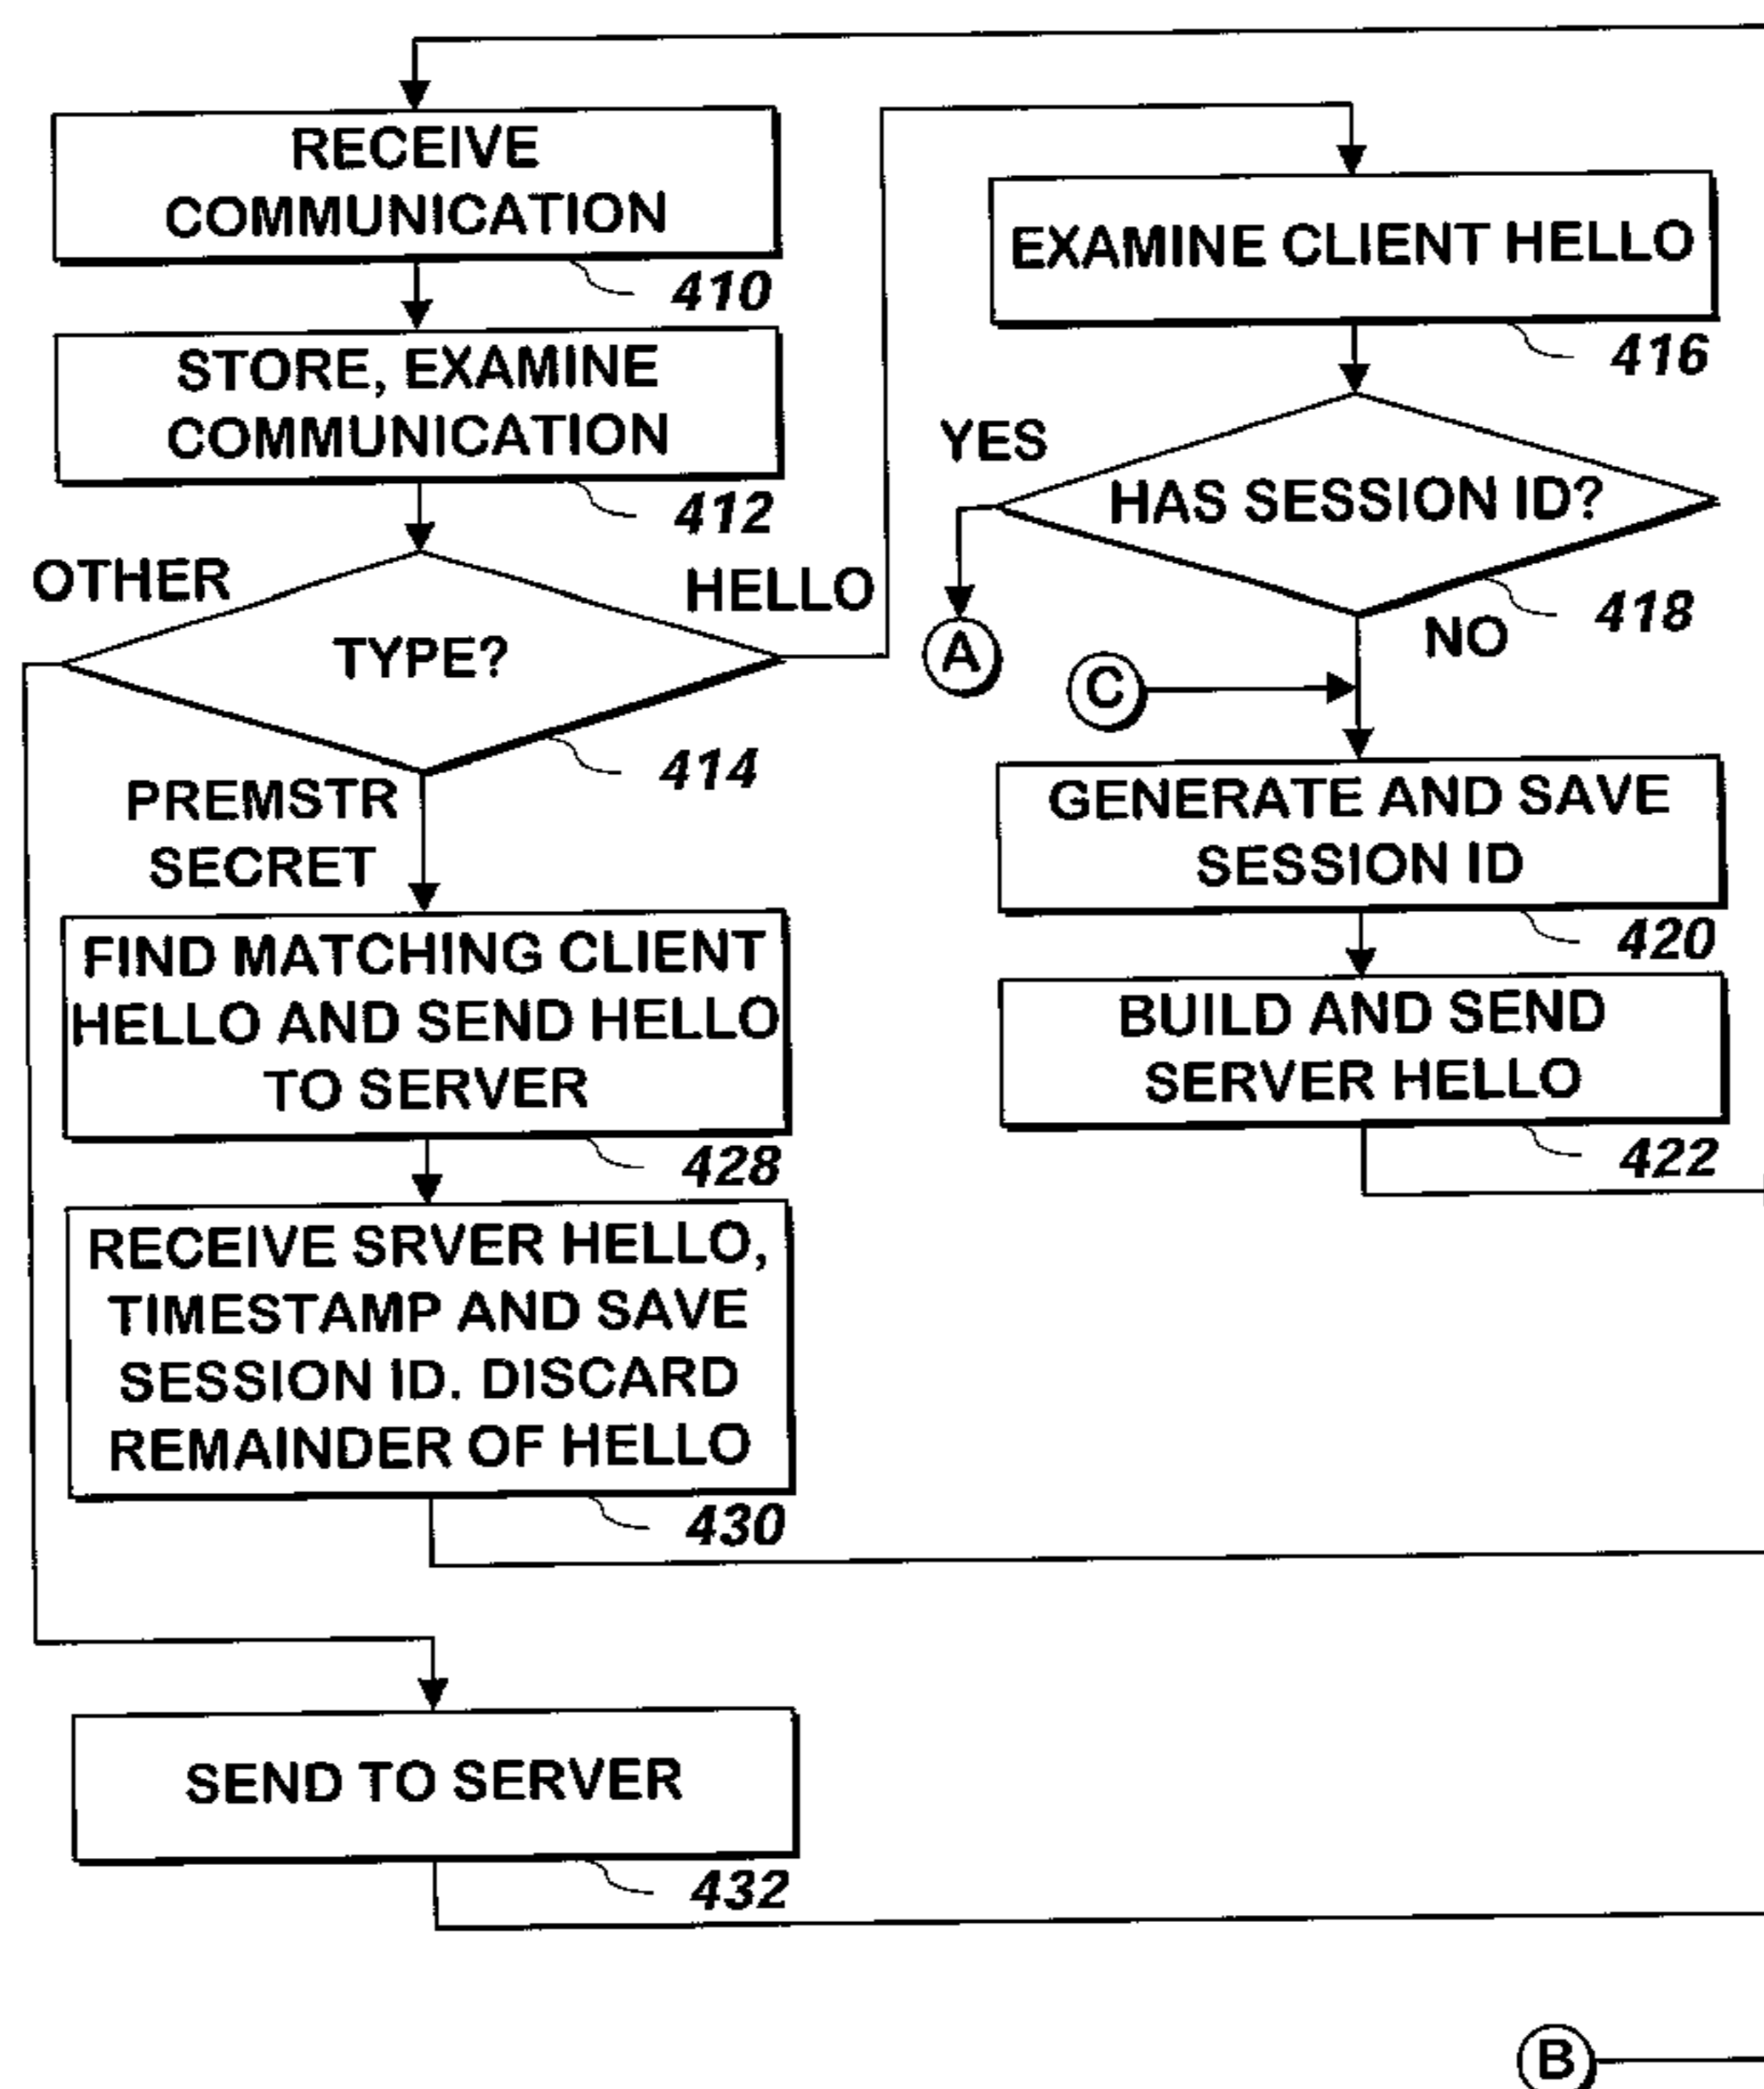 RECEIVE
COMMUNICATION
410
STORE, EXAMINE
COMMUNICATION
412
OTHER
HELLO
TYPE?
414
PREMSTR
SECRET
FIND MATCHING CLIENT
HELLO AND SEND HELLO
TO SERVER
428
RECEIVE SRVER HELLO,
TIMESTAMP AND SAVE
SESSION ID. DISCARD
REMAINDER OF HELLO
430
SEND TO SERVER
432
EXAMINE CLIENT HELLO
416
YES
HAS SESSION ID?
418
NO
A
C
GENERATE AND SAVE
SESSION ID
420
BUILD AND SEND
SERVER HELLO
422
B